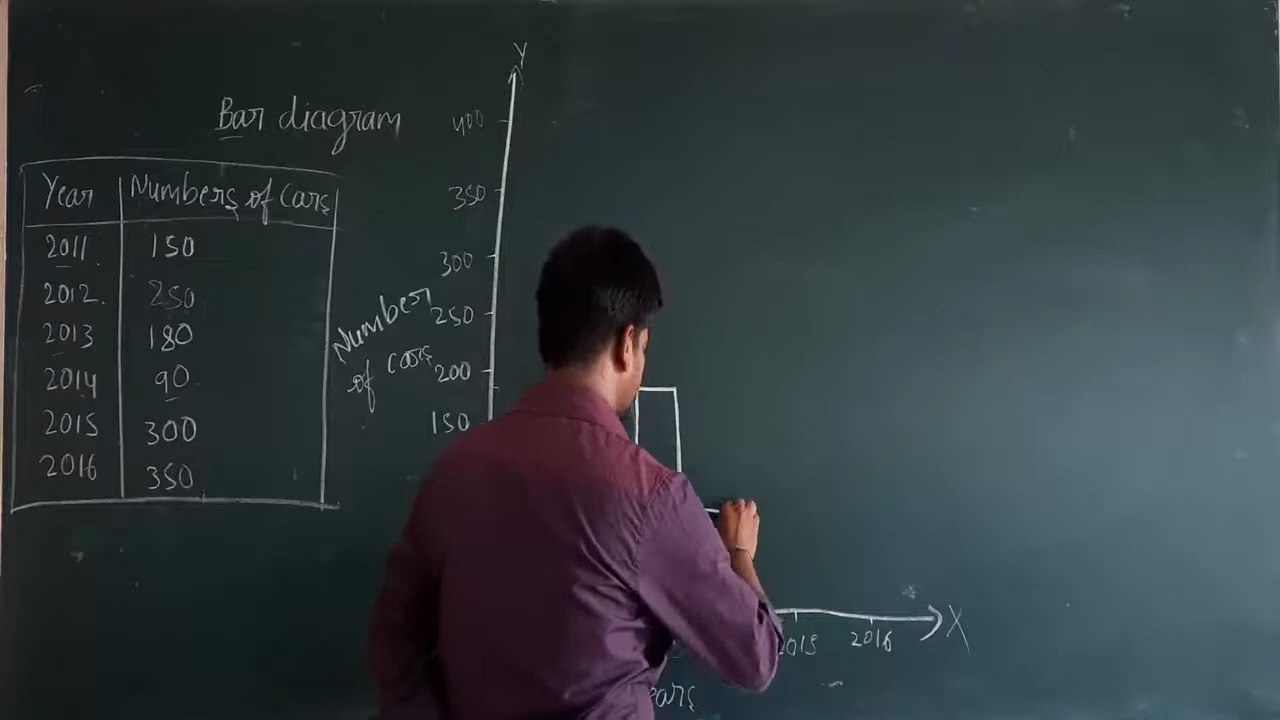 Bar diagram
Year Numbers of Cars
2011 150
2012 250
2013 180
2014 90
2015 300
2016 350
Y
400
350
300
250
200
150
Number
of cars
2015 2016 X